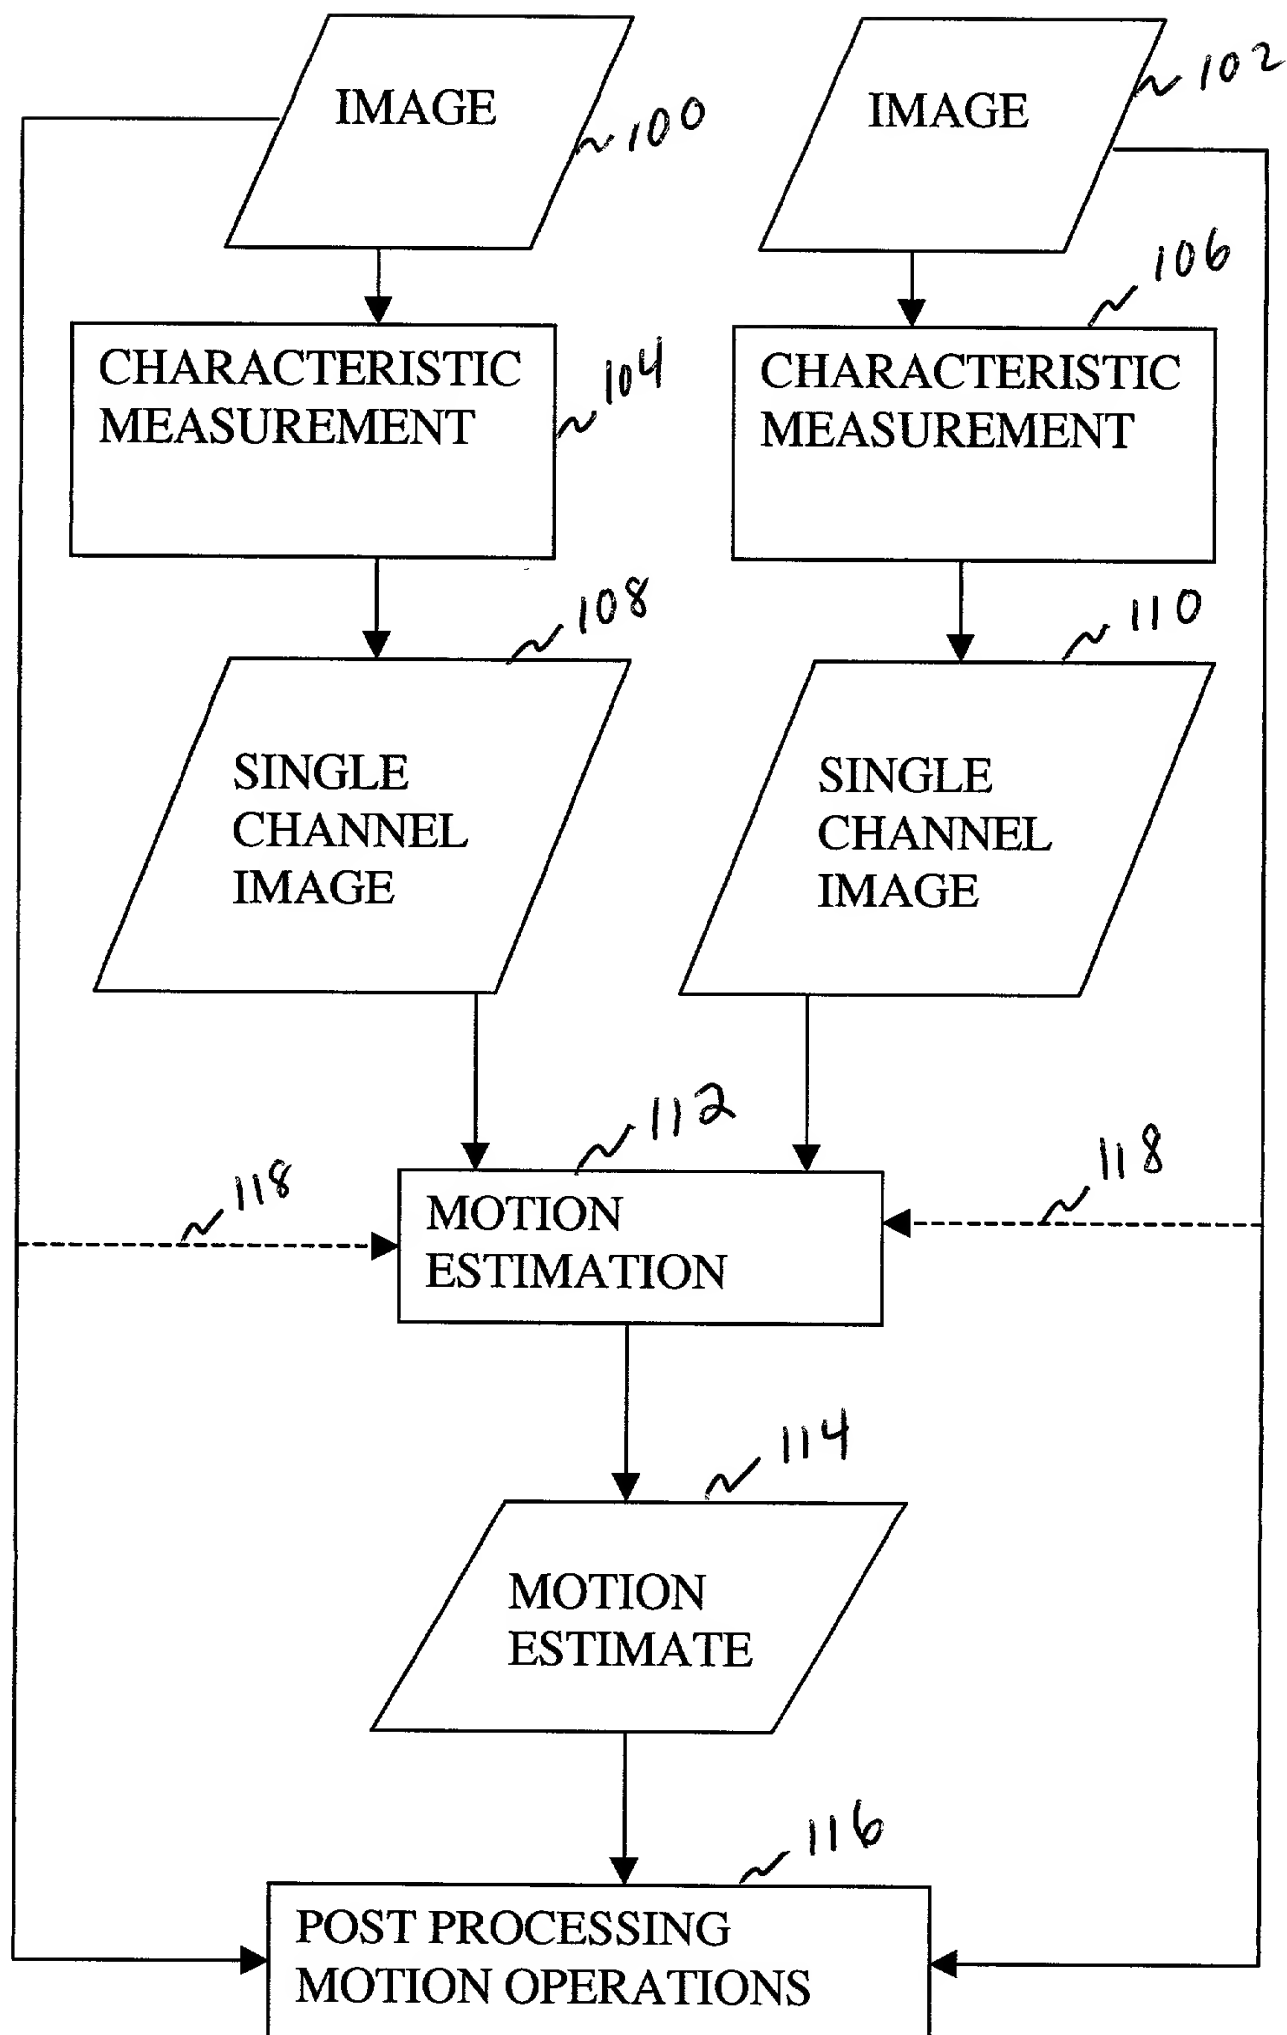 IMAGE
100
IMAGE
102
CHARACTERISTIC
MEASUREMENT
104
CHARACTERISTIC
MEASUREMENT
106
SINGLE
CHANNEL
IMAGE
108
SINGLE
CHANNEL
IMAGE
110
112
118
118
MOTION
ESTIMATION
114
MOTION
ESTIMATE
116
POST PROCESSING
MOTION OPERATIONS